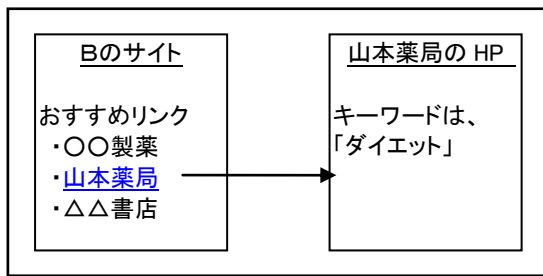 Bのサイト
おすすめリンク
・〇〇製薬
・山本薬局
・△△書店
山本薬局の HP
キーワードは、
「ダイエット」